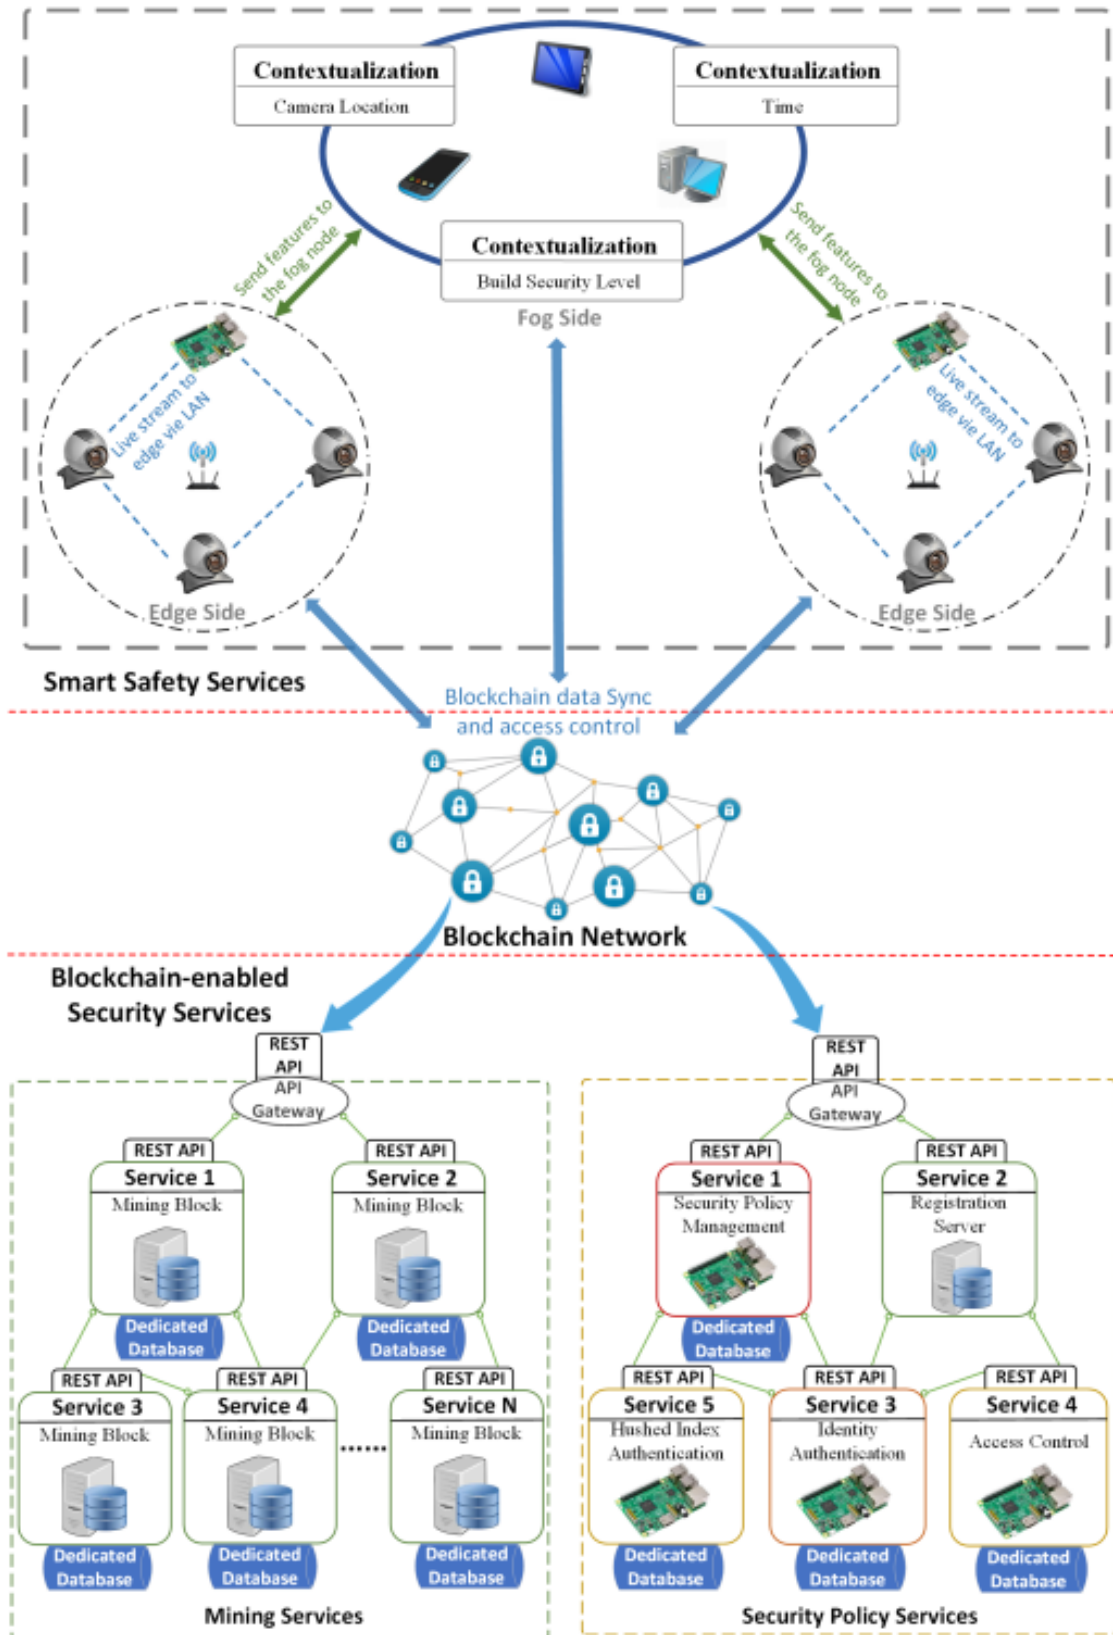 Contextualization
Camera Location
Contextualization
Time
Contextualization
Build Security Level
Fog Side
Send features to
the fog node
Send features to
the fog node
Live stream to
edge vie LAN
Live stream to
edge vie LAN
Edge Side
Edge Side
Smart Safety Services
Blockchain data Sync
and access control
Blockchain Network
Blockchain-enabled
Security Services
REST
API
API
Gateway
REST API
Service 1
Mining Block
Dedicated
Database
REST API
Service 2
Mining Block
Dedicated
Database
REST API
Service 3
Mining Block
Dedicated
Database
REST API
Service 4
Mining Block
Dedicated
Database
......
REST API
Service N
Mining Block
Dedicated
Database
Mining Services
REST
API
API
Gateway
REST API
Service 1
Security Policy
Management
Dedicated
Database
REST API
Service 2
Registration
Server
REST API
Service 5
Hushed Index
Authentication
Dedicated
Database
REST API
Service 3
Identity
Authentication
Dedicated
Database
REST API
Service 4
Access Control
Dedicated
Database
Security Policy Services